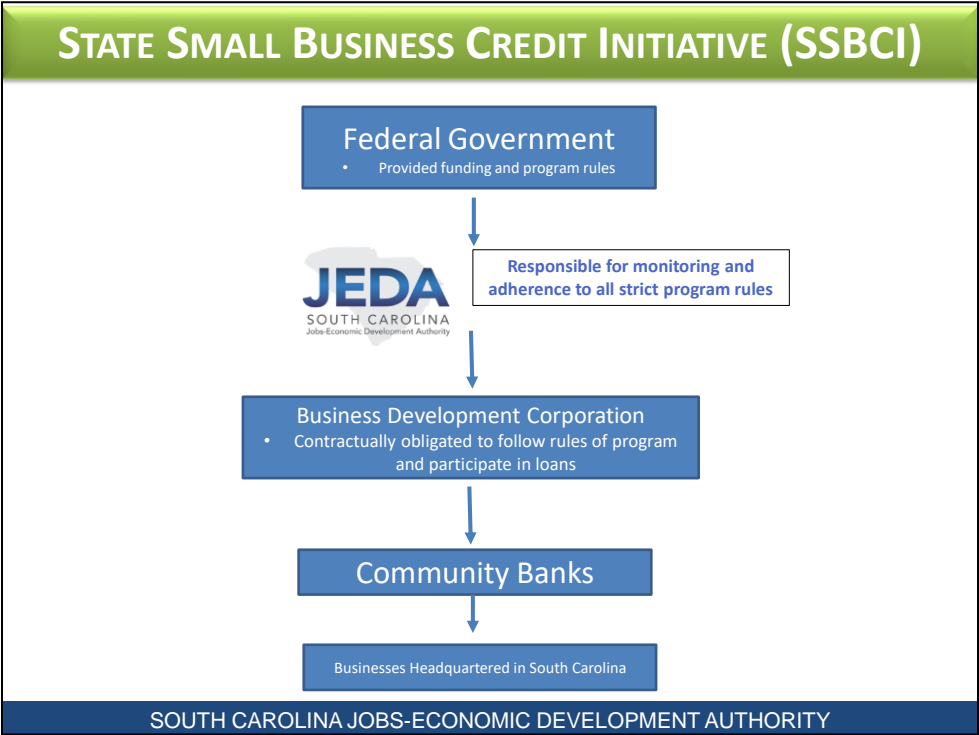 STATE SMALL BUSINESS CREDIT INITIATIVE (SSBCI)
Federal Government
• Provided funding and program rules
JEDA
SOUTH CAROLINA
Jobs-Economic Development Authority
Responsible for monitoring and
adherence to all strict program rules
Business Development Corporation
• Contractually obligated to follow rules of program
and participate in loans
Community Banks
Businesses Headquartered in South Carolina
SOUTH CAROLINA JOBS-ECONOMIC DEVELOPMENT AUTHORITY